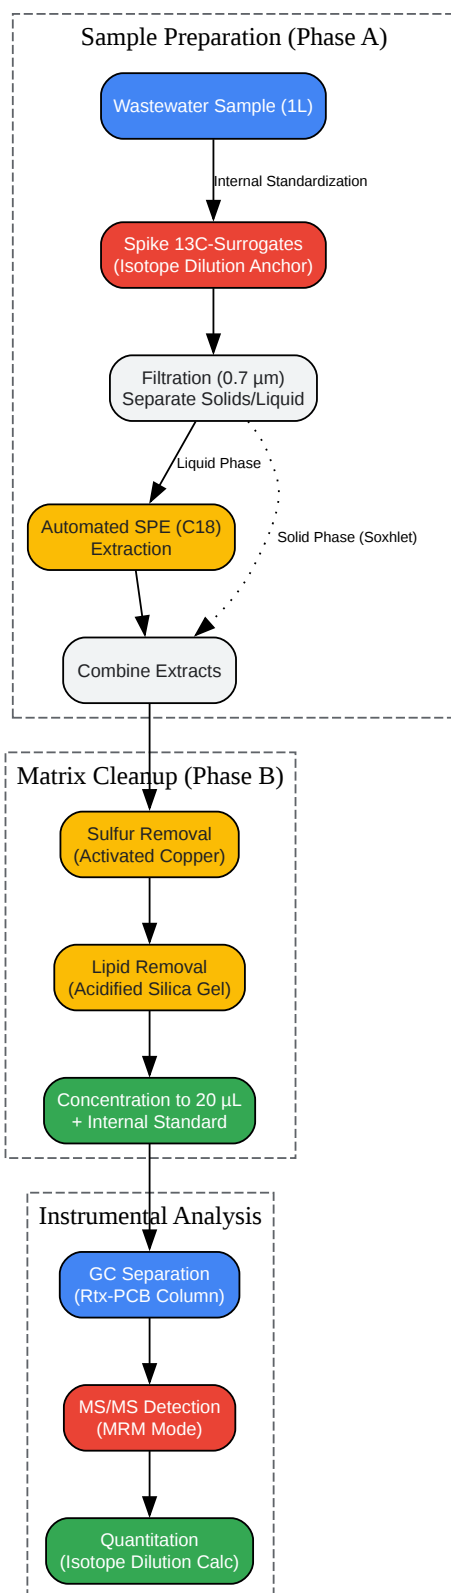 Sample Preparation (Phase A)
Wastewater Sample (1L)
Internal Standardization
Spike 13C-Surrogates
(Isotope Dilution Anchor)
Filtration (0.7 µm)
Separate Solids/Liquid
Liquid Phase
Automated SPE (C18)
Extraction
Solid Phase (Soxhlet)
Combine Extracts
Matrix Cleanup (Phase B)
Sulfur Removal
(Activated Copper)
Lipid Removal
(Acidified Silica Gel)
Concentration to 20 µL
+ Internal Standard
Instrumental Analysis
GC Separation
(Rtx-PCB Column)
MS/MS Detection
(MRM Mode)
Quantitation
(Isotope Dilution Calc)